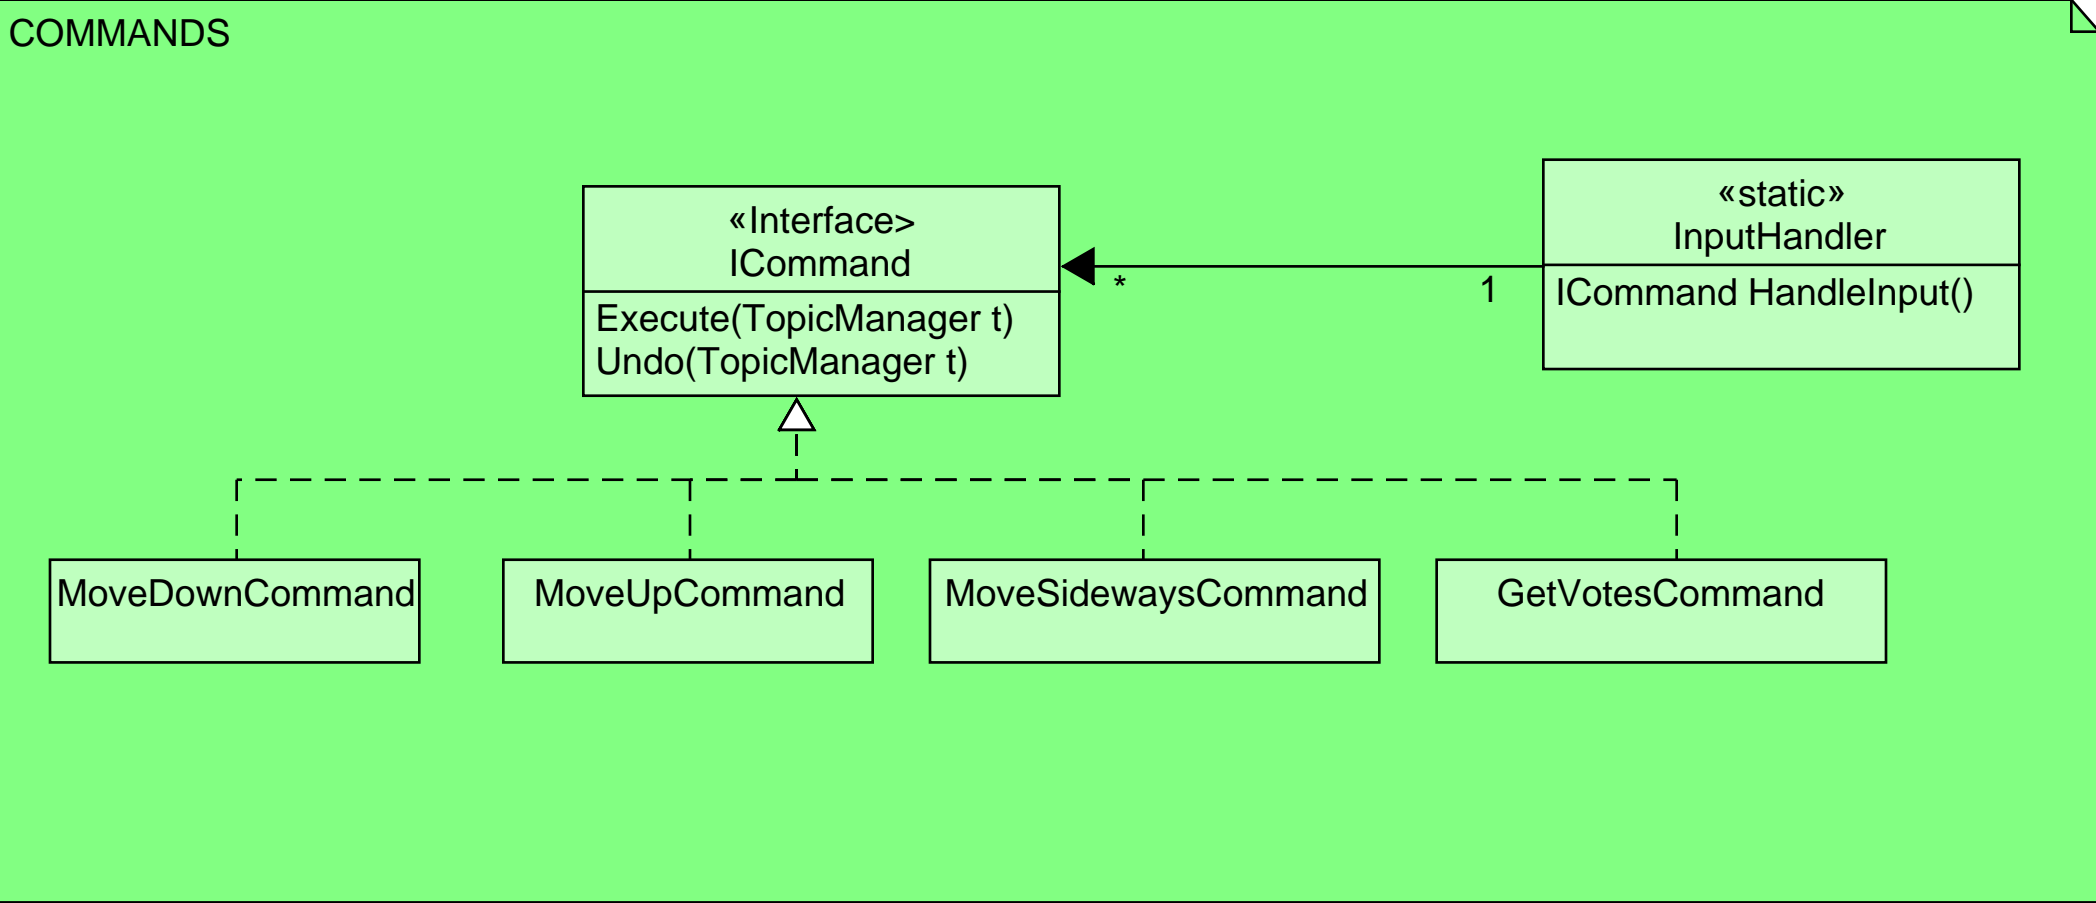 COMMANDS
«Interface>
ICommand
Execute(TopicManager t)
Undo(TopicManager t)
«static»
InputHandler
ICommand HandleInput()
*
1
MoveDownCommand
MoveUpCommand
MoveSidewaysCommand
GetVotesCommand